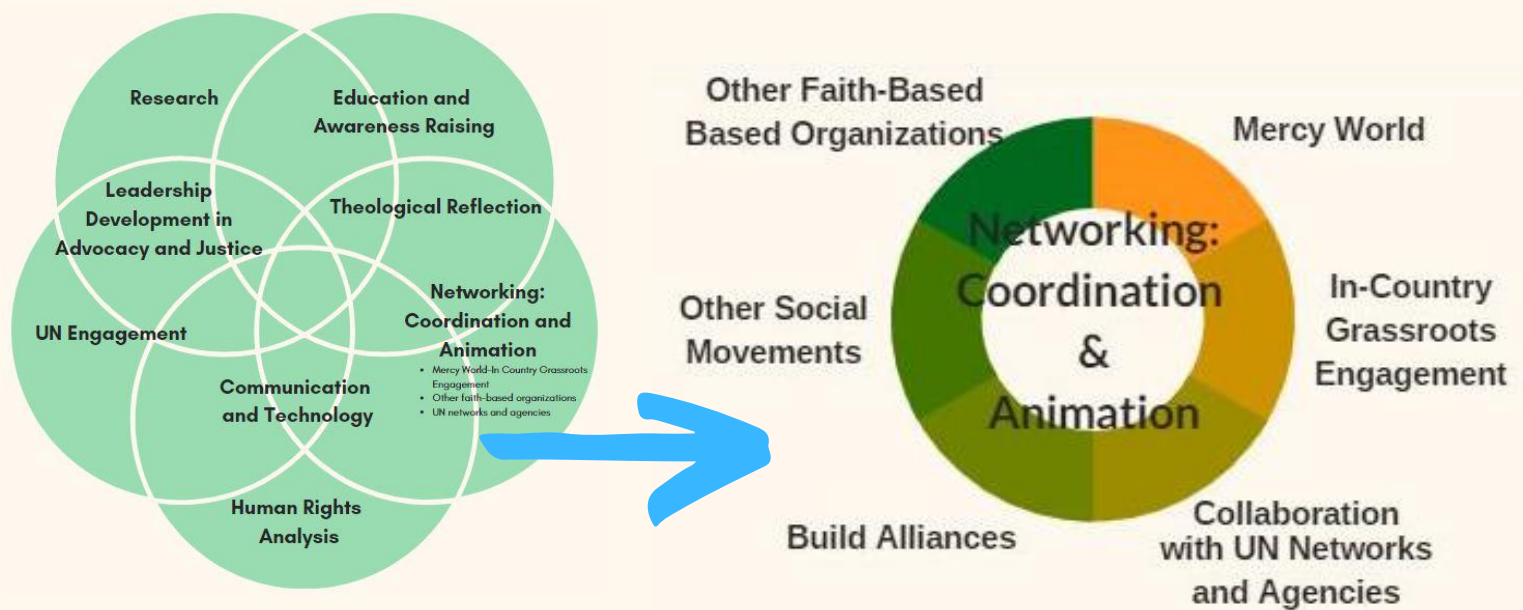 Research
Education and
Awareness Raising
Leadership
Development in
Advocacy and Justice
Theological Reflection
UN Engagement
Networking:
Coordination and
Animation
• Mercy World-In Country Grassroots
Engagement
• Other faith-based organizations
• UN networks and agencies
Communication
and Technology
Human Rights
Analysis
Other Faith-Based
Based Organizations
Mercy World
Networking:
Coordination
&
Animation
Other Social
Movements
In-Country
Grassroots
Engagement
Build Alliances
Collaboration
with UN Networks
and Agencies